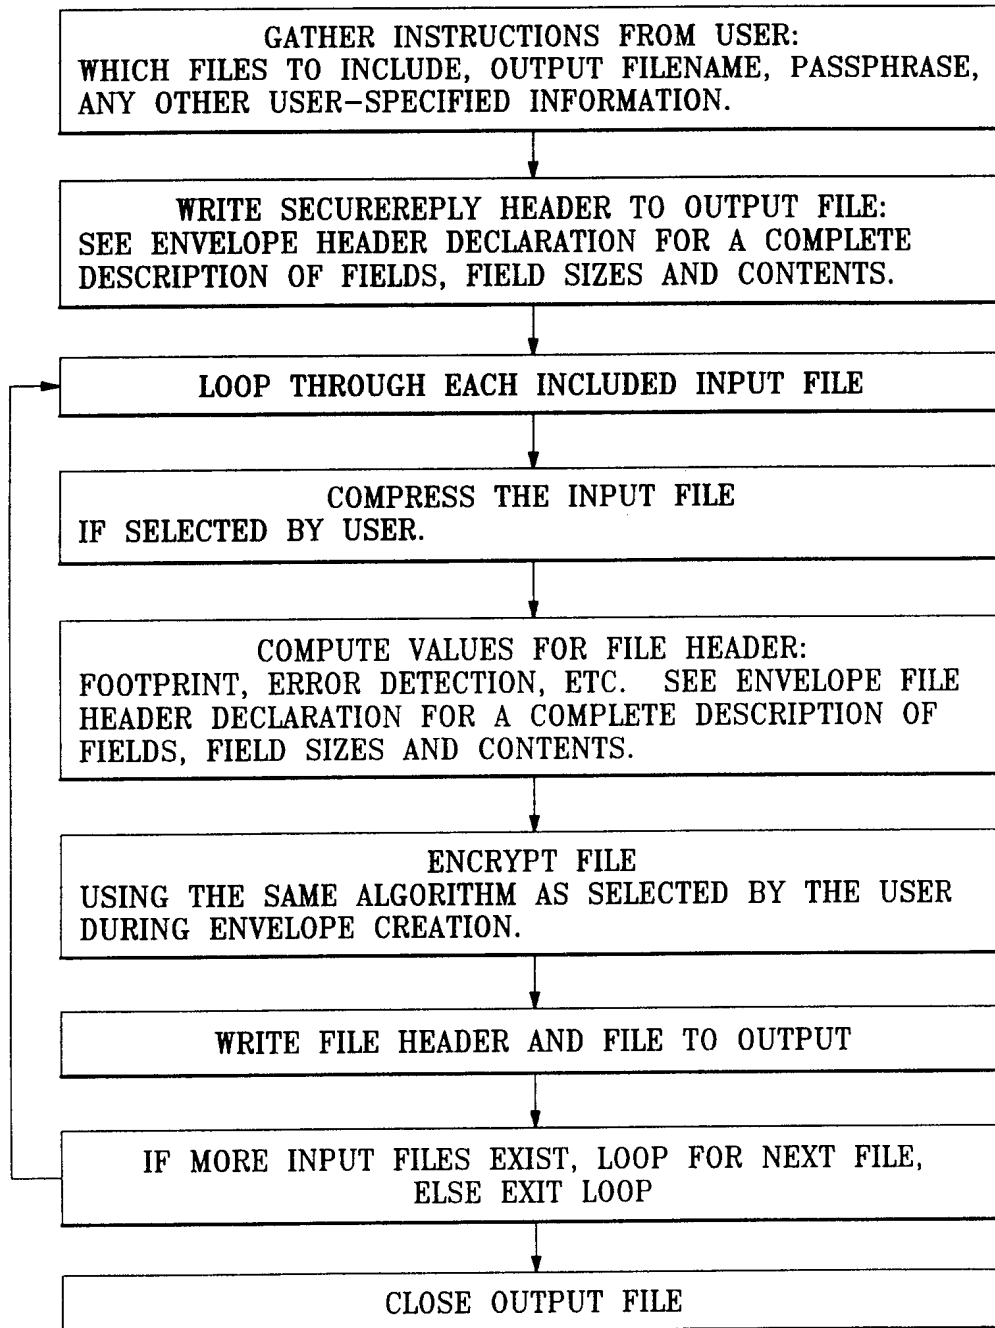 GATHER INSTRUCTIONS FROM USER:
WHICH FILES TO INCLUDE, OUTPUT FILENAME, PASSPHRASE,
ANY OTHER USER-SPECIFIED INFORMATION.
WRITE SECUREREPLY HEADER TO OUTPUT FILE:
SEE ENVELOPE HEADER DECLARATION FOR A COMPLETE
DESCRIPTION OF FIELDS, FIELD SIZES AND CONTENTS.
LOOP THROUGH EACH INCLUDED INPUT FILE
COMPRESS THE INPUT FILE
IF SELECTED BY USER.
COMPUTE VALUES FOR FILE HEADER:
FOOTPRINT, ERROR DETECTION, ETC. SEE ENVELOPE FILE
HEADER DECLARATION FOR A COMPLETE DESCRIPTION OF
FIELDS, FIELD SIZES AND CONTENTS.
ENCRYPT FILE
USING THE SAME ALGORITHM AS SELECTED BY THE USER
DURING ENVELOPE CREATION.
WRITE FILE HEADER AND FILE TO OUTPUT
IF MORE INPUT FILES EXIST, LOOP FOR NEXT FILE,
ELSE EXIT LOOP
CLOSE OUTPUT FILE